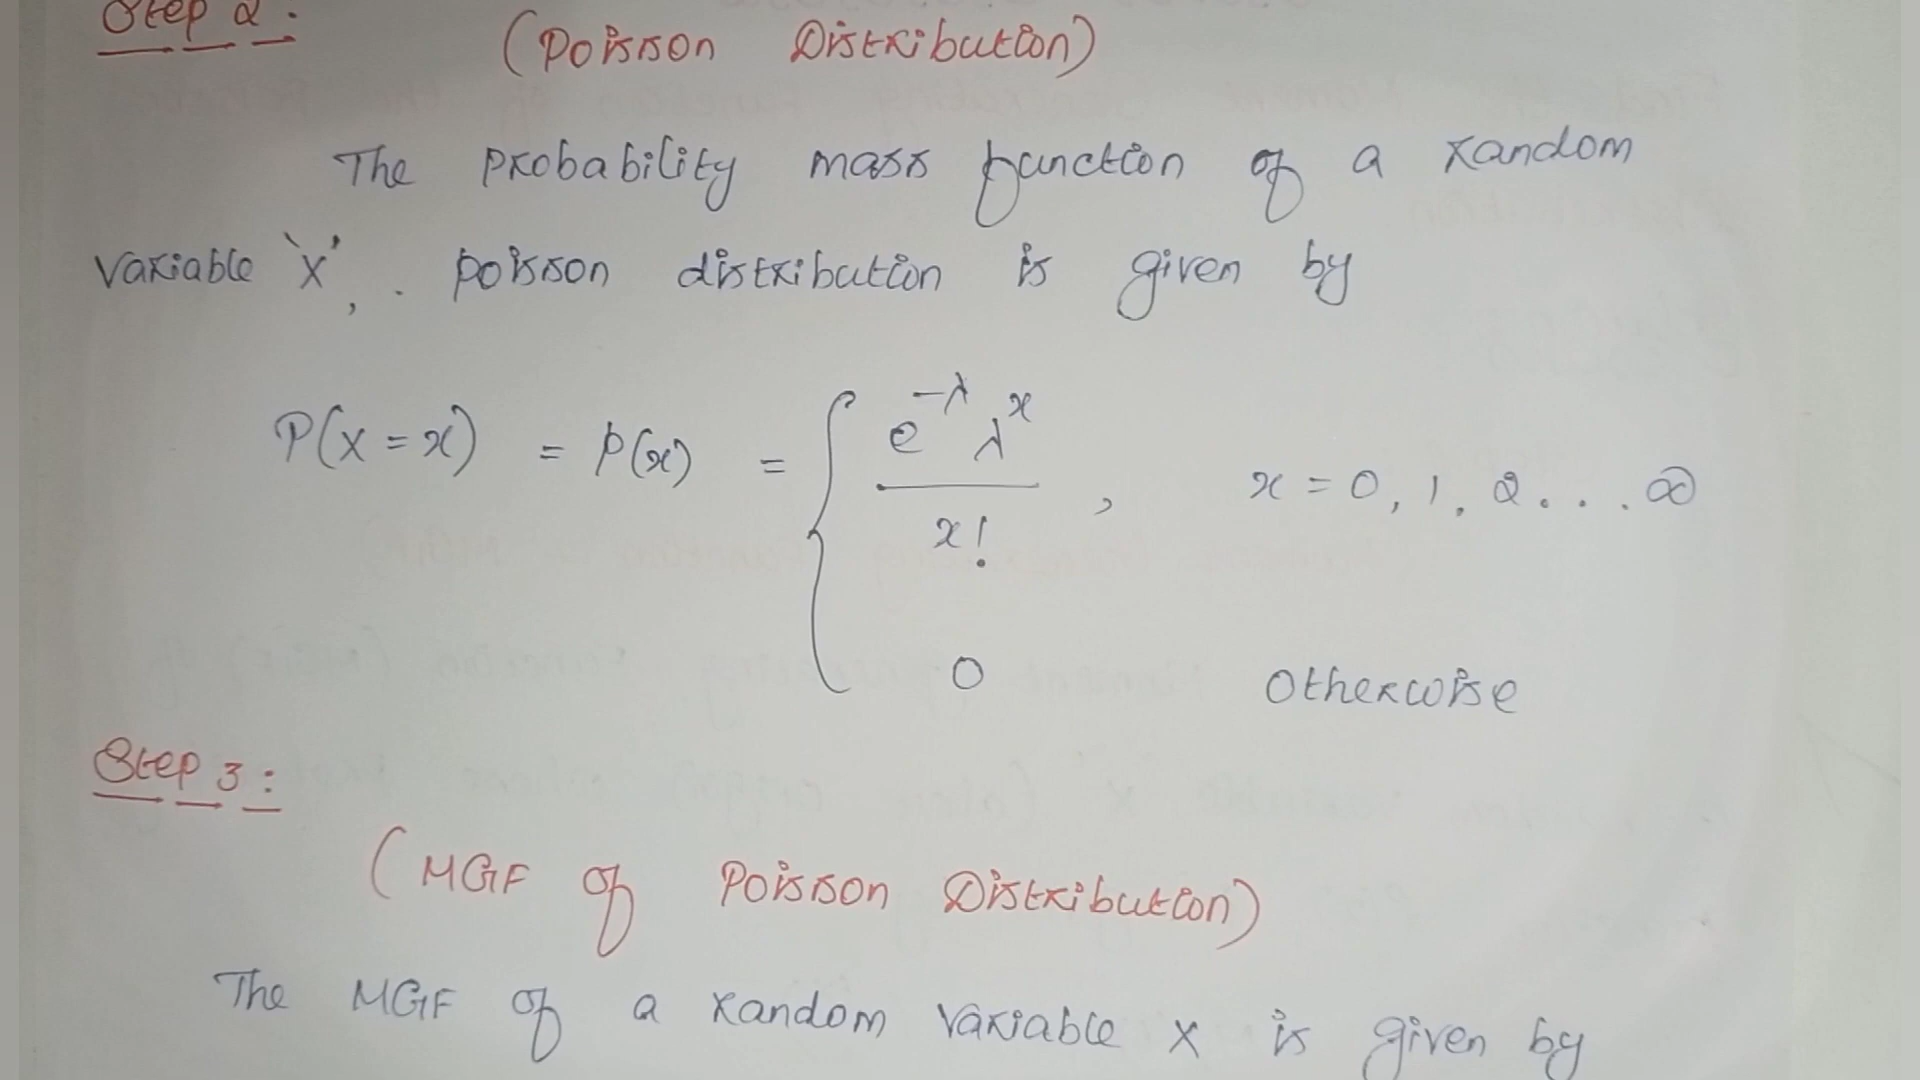 Step 2:
(Poisson Distribution)
The probability mass function of a random
variable 'X', . poisson distribution is given by
P(X = x) = p(x) = { e^{-λ} λ^x / x! , x = 0, 1, 2 . . . ∞
0 Otherwise
Step 3:
(MGF of Poisson Distribution)
The MGF of a random variable X is given by